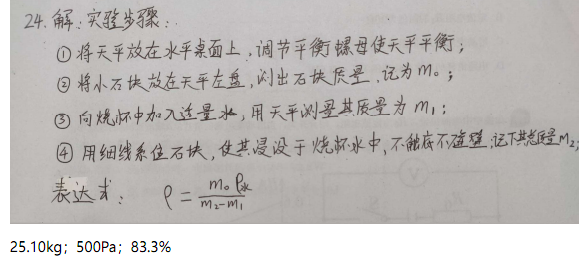 24. 解：实验步骤：
① 将天平放在水平桌面上，调节平衡螺母使天平平衡；
② 将小石块放在天平左盘，测出石块质量，记为m₀；
③ 向烧杯中加入适量水，用天平测量其质量为m₁；
④ 用细线系住石块，使其浸没于烧杯水中，不触底不碰壁，记下其总质量m₂；
表达式： ρ = m₀ρ水/(m₂-m₁)
25.10kg；500Pa；83.3%